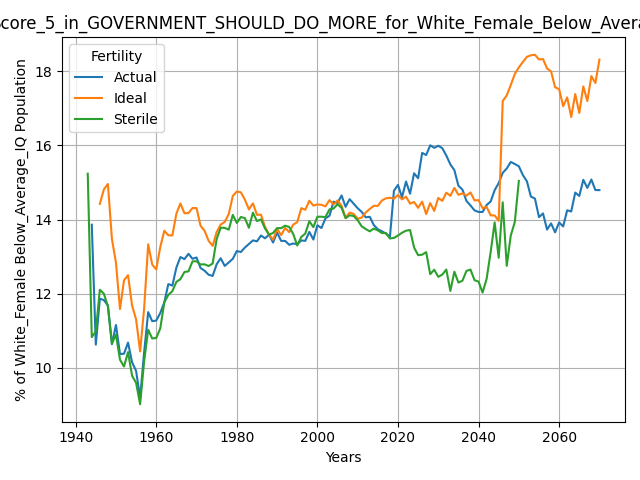 core_5_in_GOVERNMENT_SHOULD_DO_MORE_for_White_Female_Below_Avera
Fertility
Actual
Ideal
Sterile
% of White_Female Below_Average_IQ Population
18
16
14
12
10
1940 1960 1980 2000 2020 2040 2060
Years